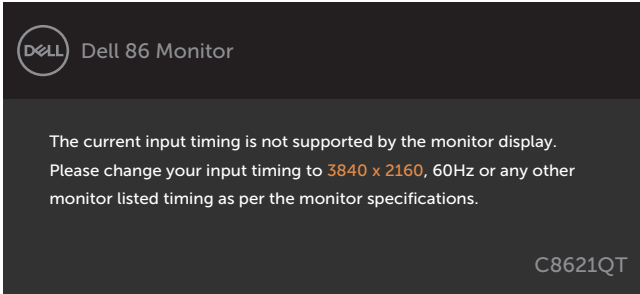 DELL
Dell 86 Monitor
The current input timing is not supported by the monitor display.
Please change your input timing to 3840 x 2160, 60Hz or any other
monitor listed timing as per the monitor specifications.
C8621QT